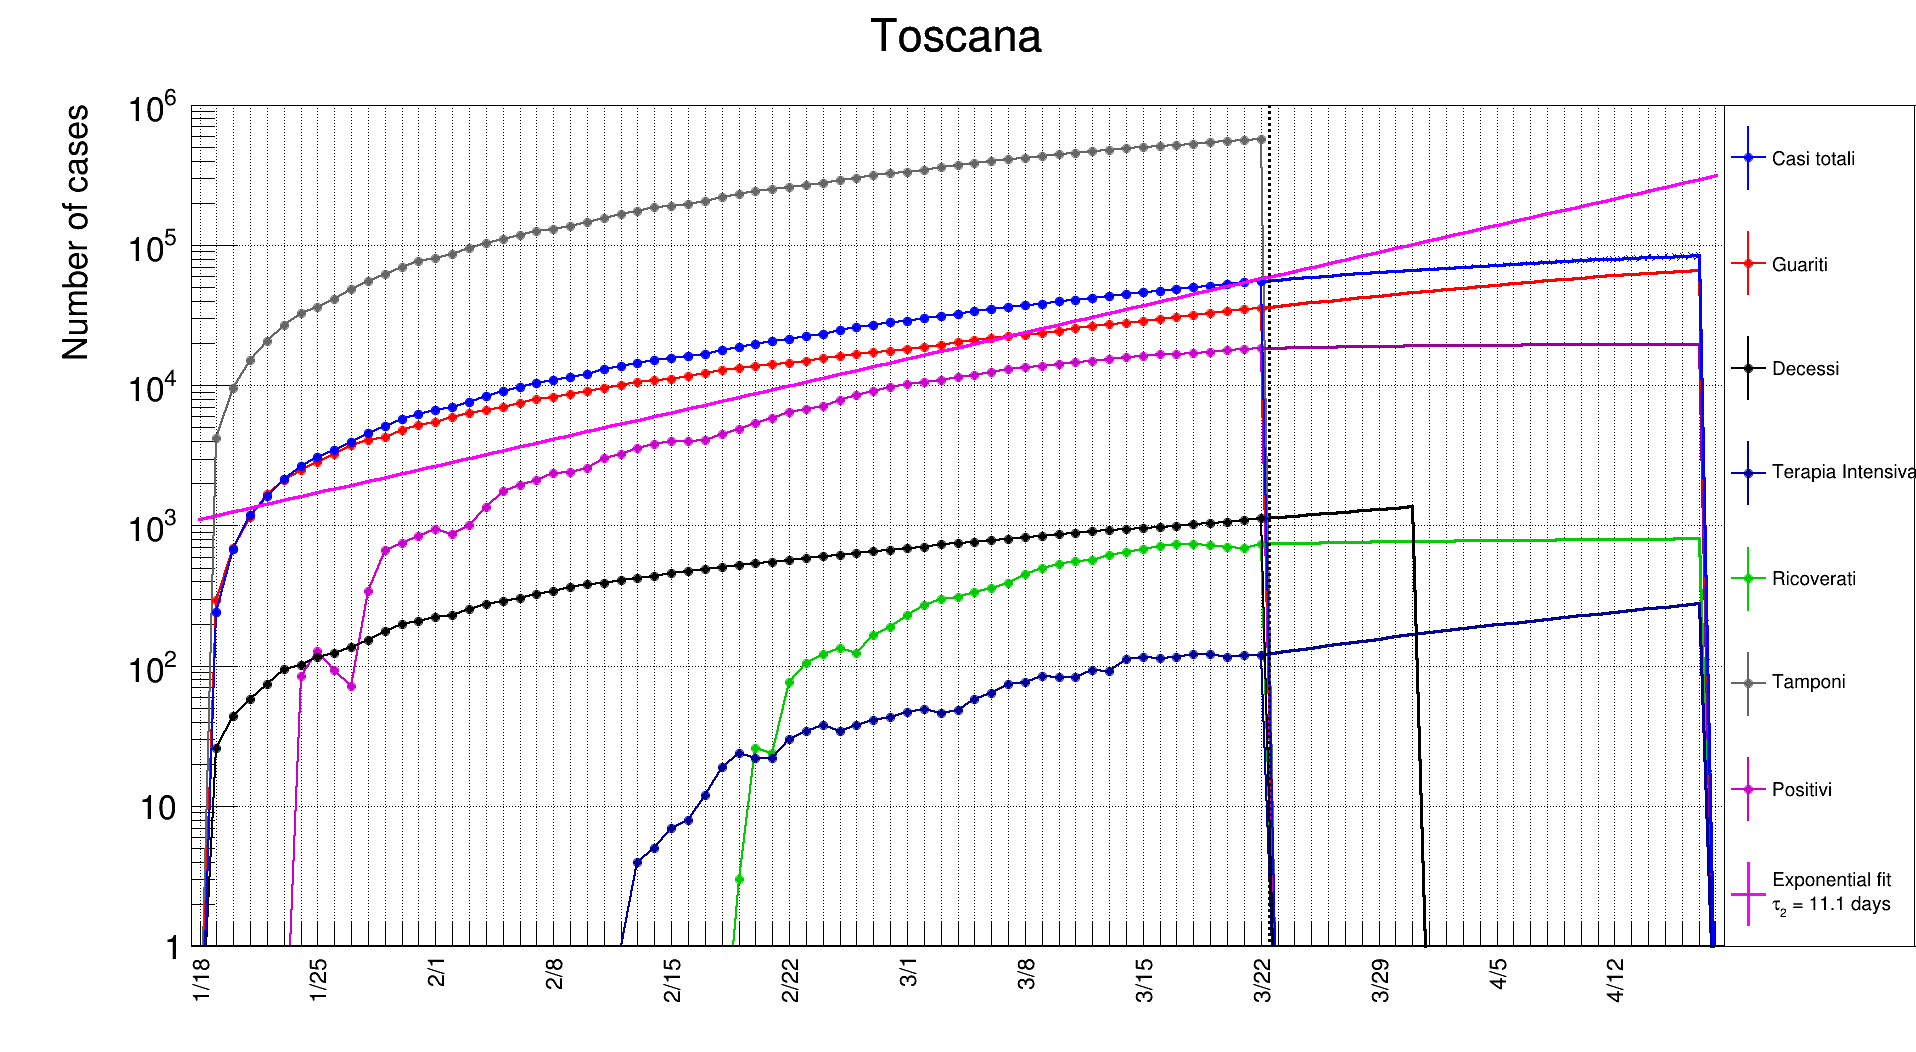 Toscana
Number of cases
10^6
10^5
10^4
10^3
10^2
10
1
1/18
1/25
2/1
2/8
2/15
2/22
3/1
3/8
3/15
3/22
3/29
4/5
4/12
Casi totali
Guariti
Decessi
Terapia Intensiva
Ricoverati
Tamponi
Positivi
Exponential fit
τ₂ = 11.1 days